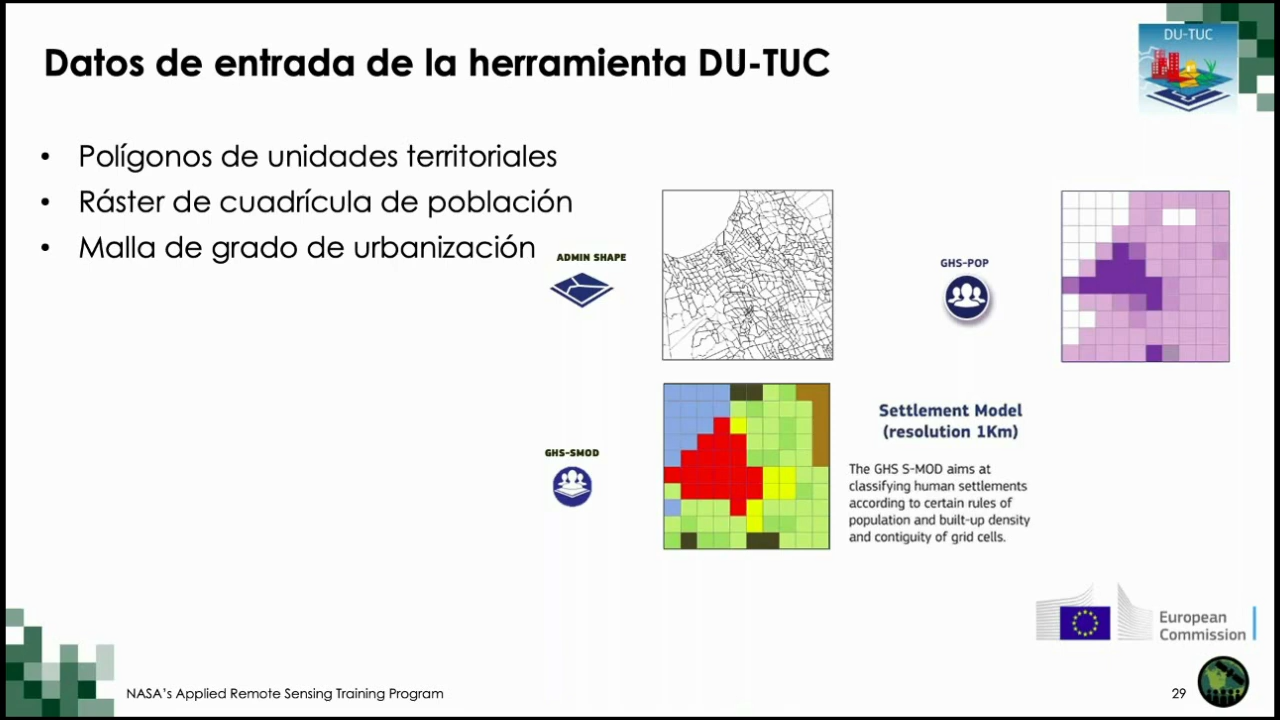 Datos de entrada de la herramienta DU-TUC
DU-TUC
• Polígonos de unidades territoriales
• Ráster de cuadrícula de población
• Malla de grado de urbanización
ADMIN SHAPE
GHS-POP
GHS-SMOD
Settlement Model
(resolution 1Km)
The GHS S-MOD aims at
classifying human settlements
according to certain rules of
population and built-up density
and contiguity of grid cells.
European
Commission
NASA's Applied Remote Sensing Training Program
29